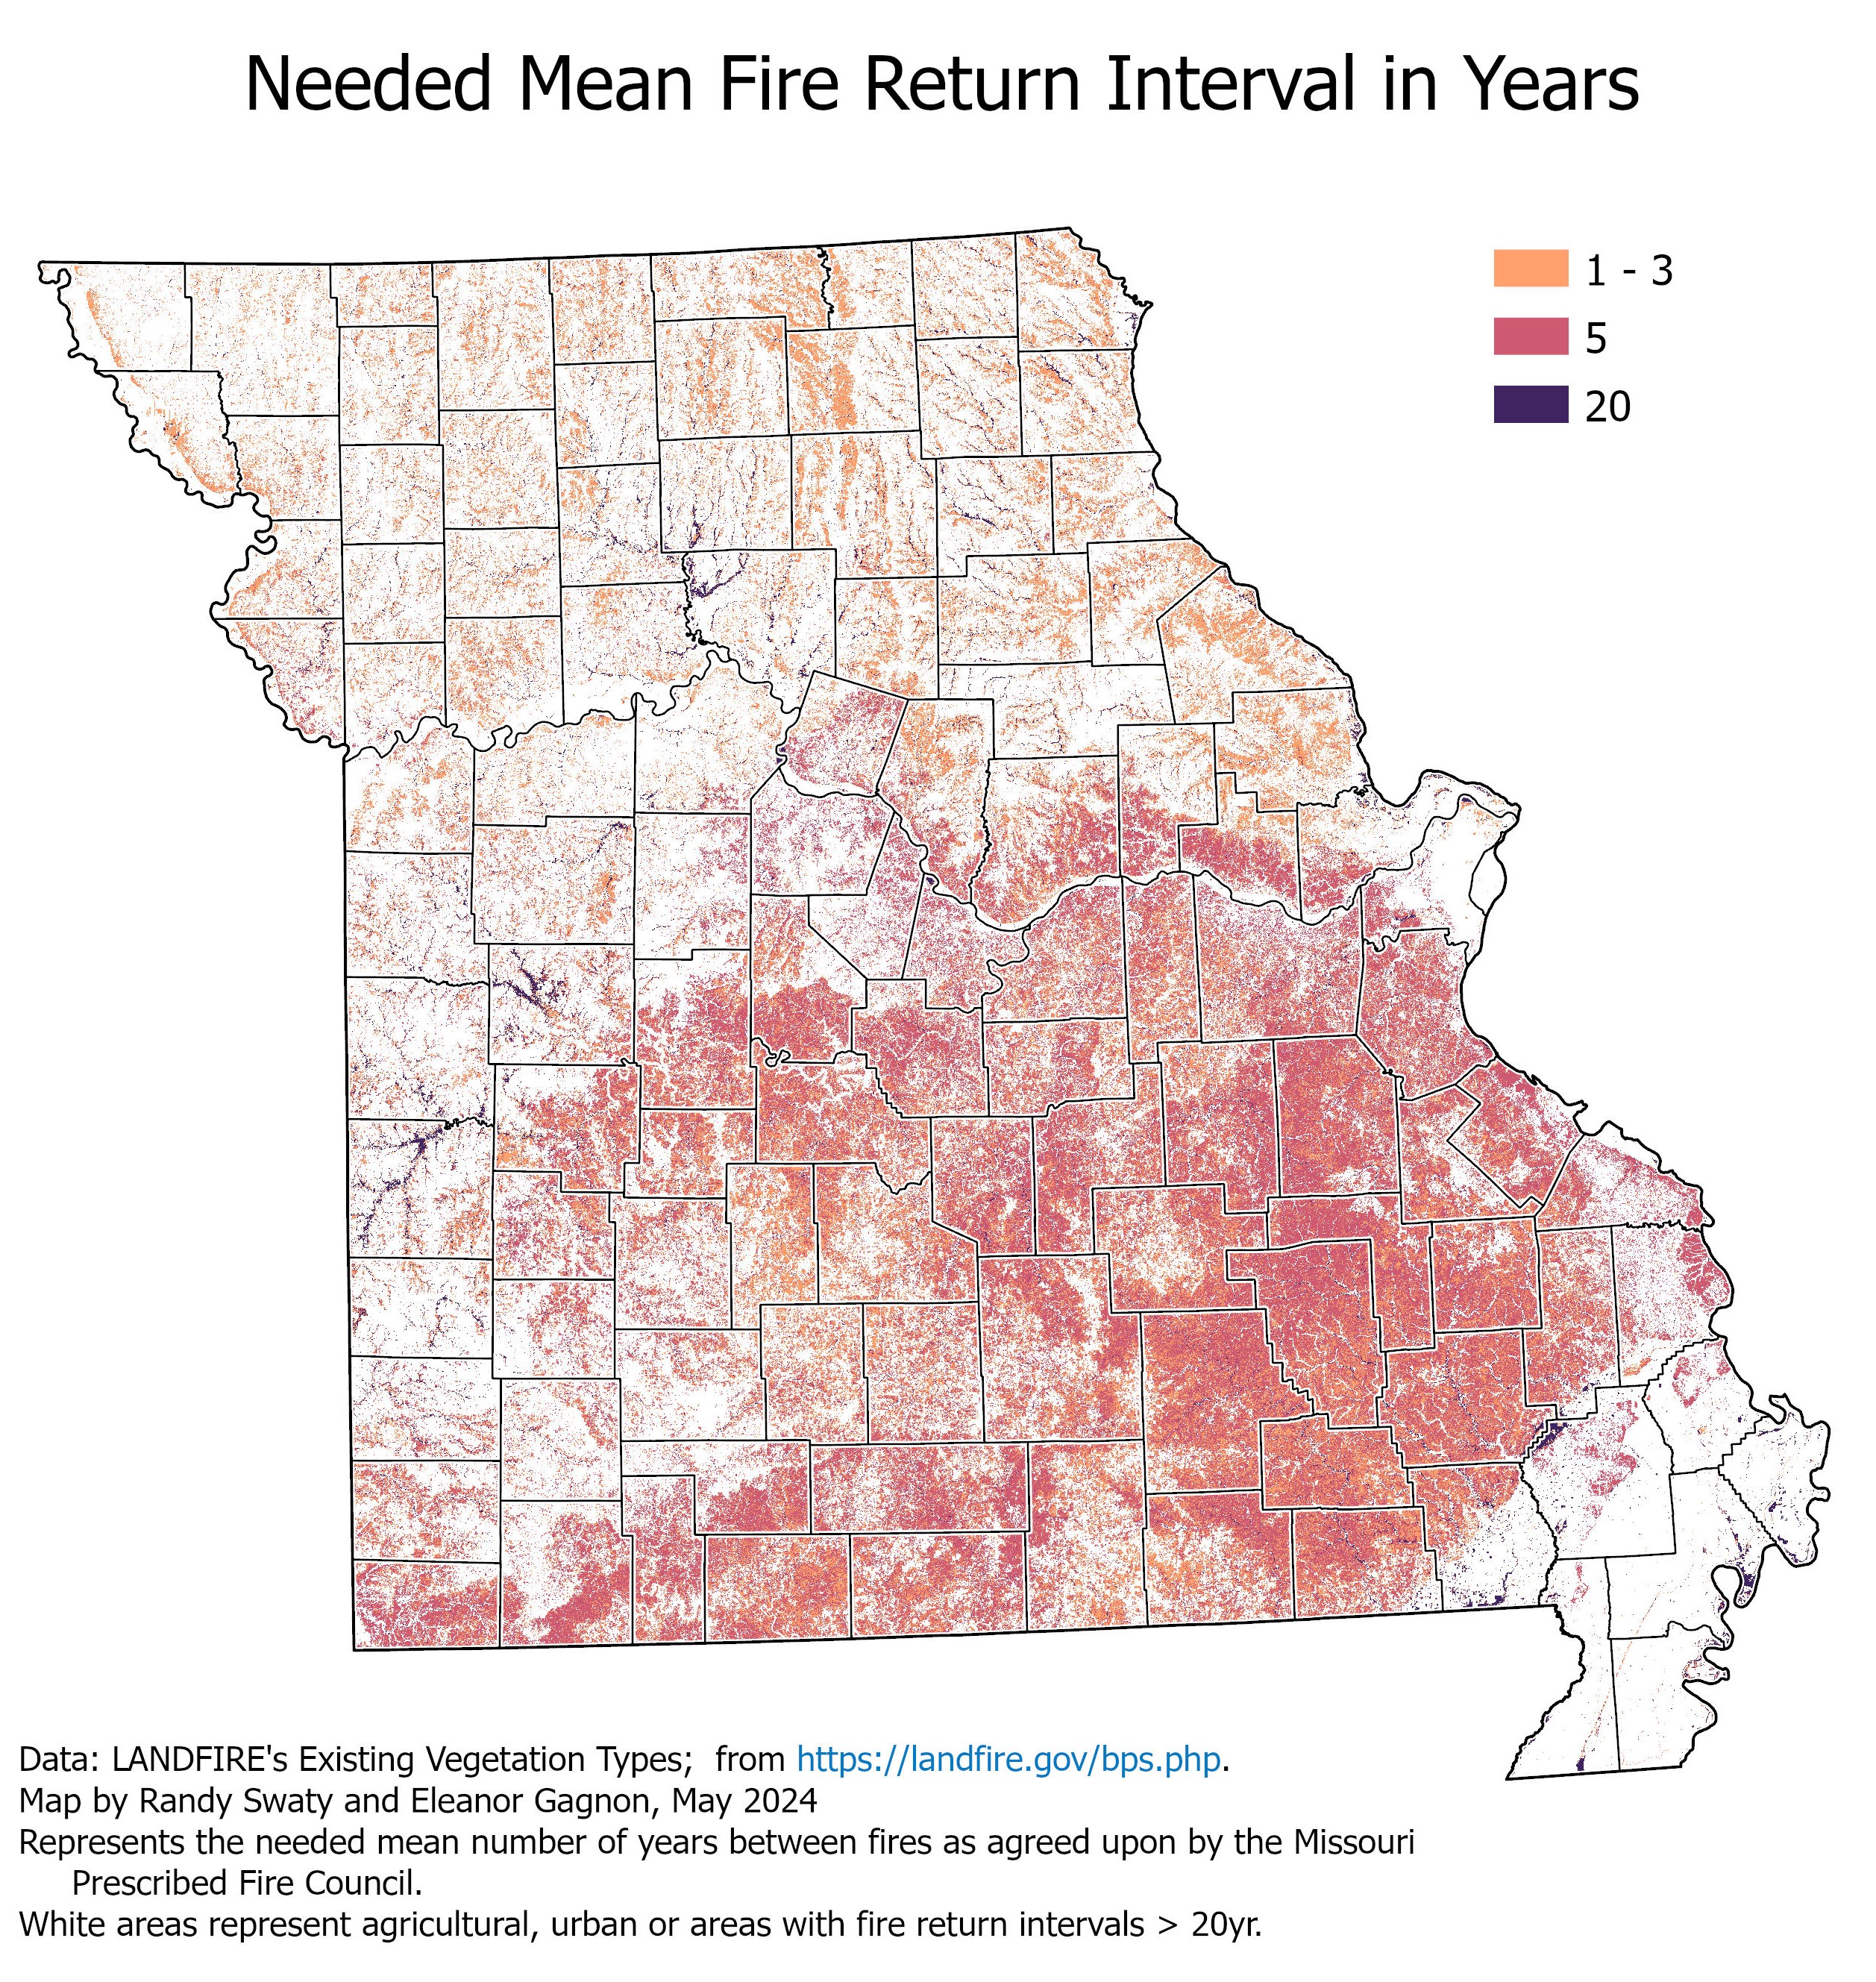 Needed Mean Fire Return Interval in Years
1 - 3
5
20
Data: LANDFIRE's Existing Vegetation Types;  from https://landfire.gov/bps.php.
Map by Randy Swaty and Eleanor Gagnon, May 2024
Represents the needed mean number of years between fires as agreed upon by the Missouri
Prescribed Fire Council.
White areas represent agricultural, urban or areas with fire return intervals > 20yr.